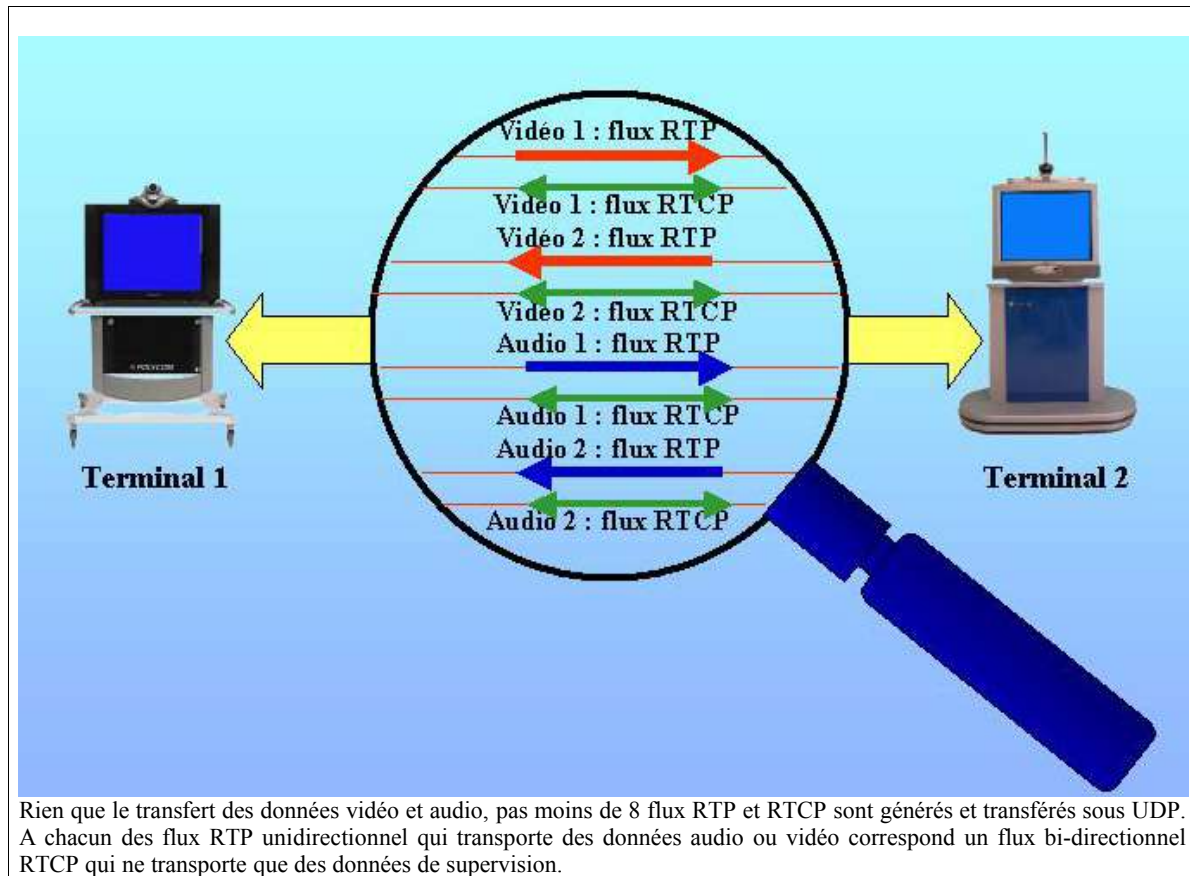 Vidéo 1 : flux RTP
Vidéo 1 : flux RTCP
Vidéo 2 : flux RTP
Vidéo 2 : flux RTCP
Audio 1 : flux RTP
Audio 1 : flux RTCP
Audio 2 : flux RTP
Audio 2 : flux RTCP
POLYCOM
Terminal 1
Terminal 2
Rien que le transfert des données vidéo et audio, pas moins de 8 flux RTP et RTCP sont générés et transférés sous UDP.
A chacun des flux RTP unidirectionnel qui transporte des données audio ou vidéo correspond un flux bi-directionnel
RTCP qui ne transporte que des données de supervision.